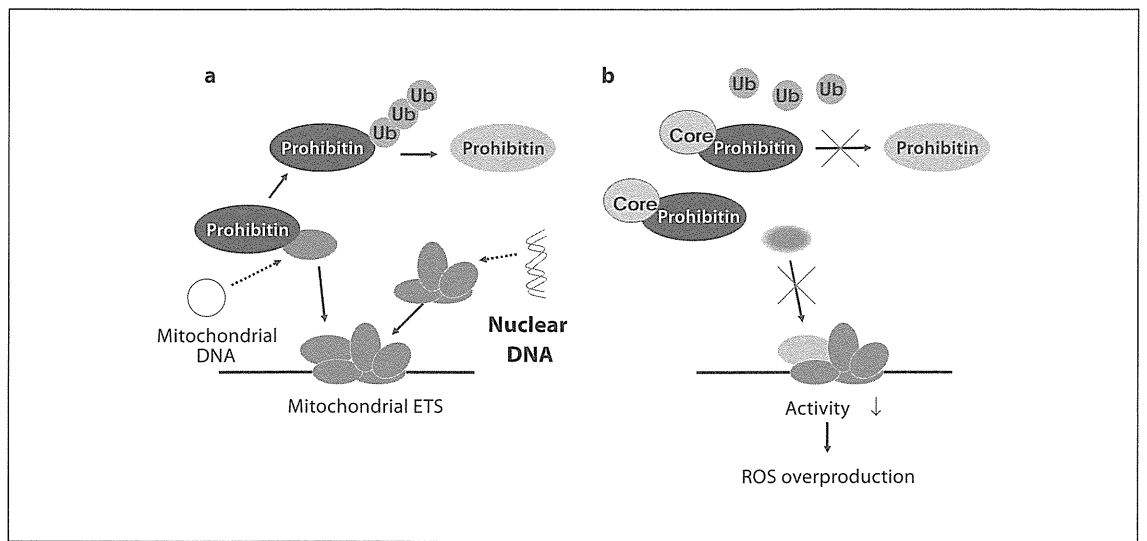 a
Ub
Ub
Ub
Prohibitin
Prohibitin
Prohibitin
Mitochondrial
DNA
Nuclear
DNA
Mitochondrial ETS
b
Ub
Ub
Ub
Core
Prohibitin
Prohibitin
Core
Prohibitin
Activity ↓
ROS overproduction